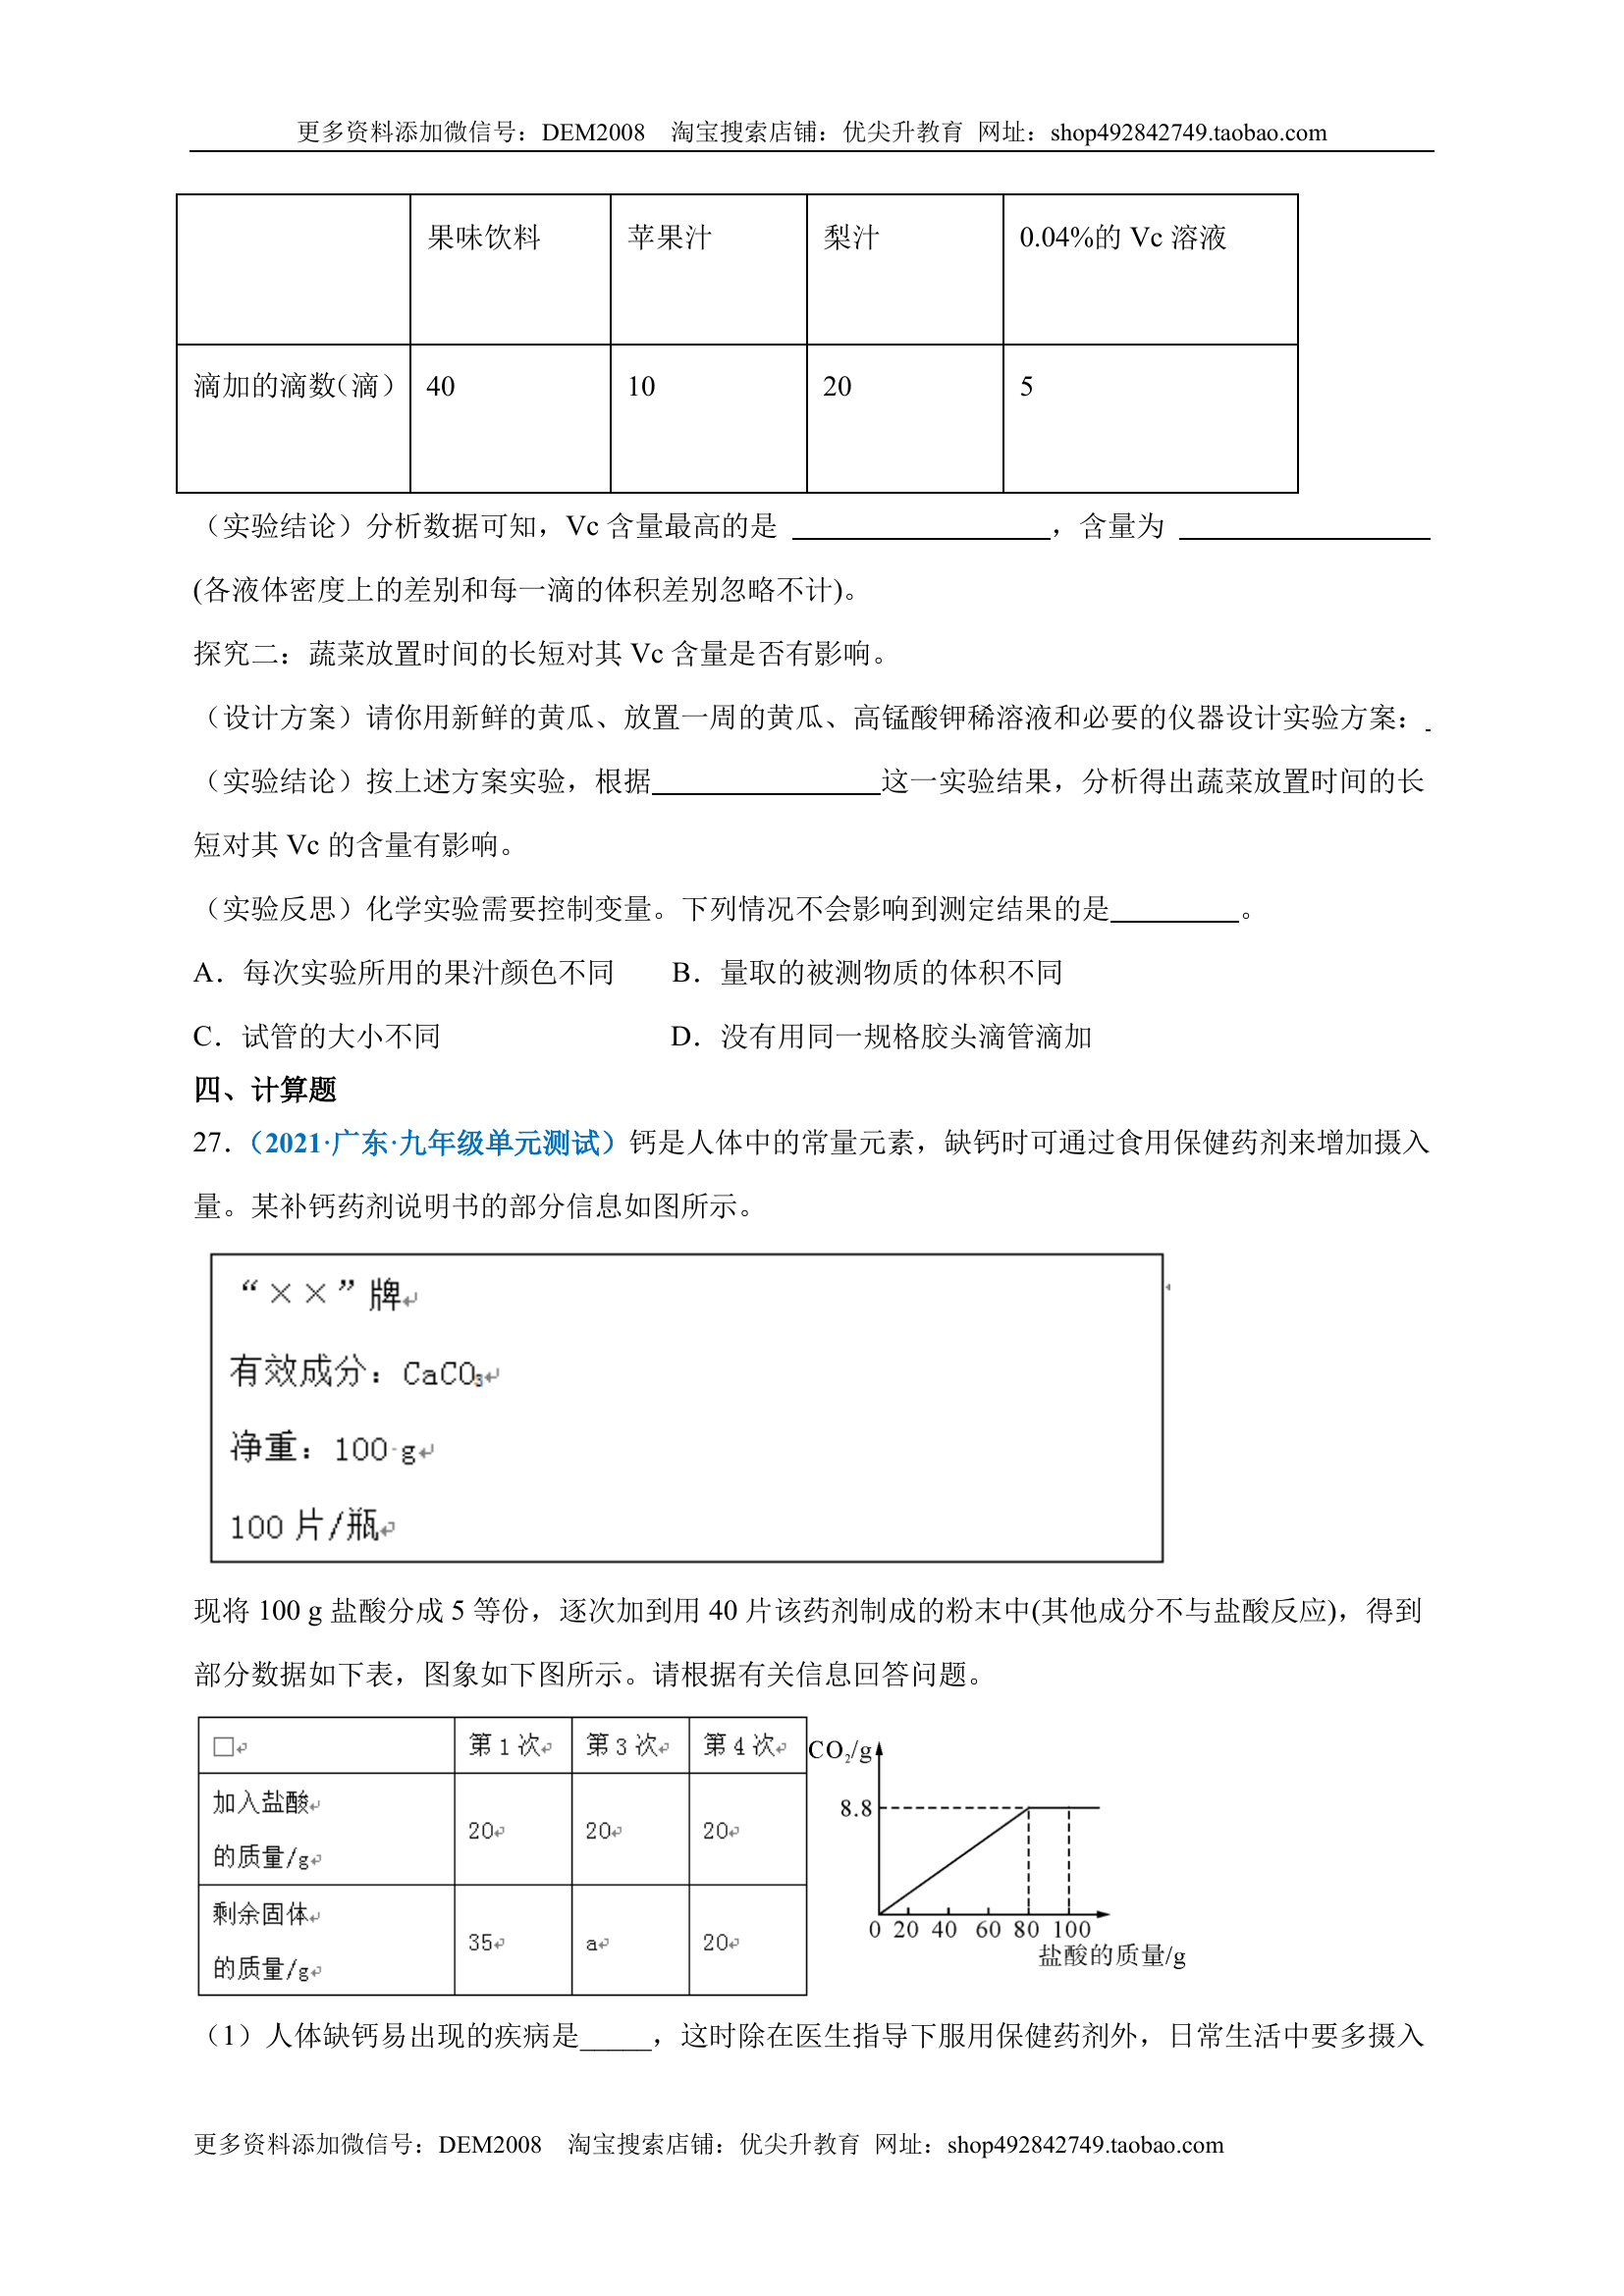 更多资料添加微信号：DEM2008 淘宝搜索店铺：优尖升教育 网址：shop492842749.taobao.com
果味饮料 苹果汁 梨汁 0.04%的 Vc 溶液
滴加的滴数（滴） 40 10 20 5
（实验结论）分析数据可知，Vc 含量最高的是 ，含量为
(各液体密度上的差别和每一滴的体积差别忽略不计)。
探究二：蔬菜放置时间的长短对其 Vc 含量是否有影响。
（设计方案）请你用新鲜的黄瓜、放置一周的黄瓜、高锰酸钾稀溶液和必要的仪器设计实验方案：
（实验结论）按上述方案实验，根据________这一实验结果，分析得出蔬菜放置时间的长
短对其 Vc 的含量有影响。
（实验反思）化学实验需要控制变量。下列情况不会影响到测定结果的是_____。
A．每次实验所用的果汁颜色不同 B．量取的被测物质的体积不同
C．试管的大小不同 D．没有用同一规格胶头滴管滴加
四、计算题
27．（2021·广东·九年级单元测试）钙是人体中的常量元素，缺钙时可通过食用保健药剂来增加摄入
量。某补钙药剂说明书的部分信息如图所示。
“××”牌
有效成分：CaCO₃
净重：100 g
100 片/瓶
现将 100 g 盐酸分成 5 等份，逐次加到用 40 片该药剂制成的粉末中(其他成分不与盐酸反应)，得到
部分数据如下表，图象如下图所示。请根据有关信息回答问题。
□ 第 1 次 第 3 次 第 4 次
加入盐酸
的质量/g 20 20 20
剩余固体
的质量/g 35 a 20
CO₂/g
8.8
0 20 40 60 80 100
盐酸的质量/g
（1）人体缺钙易出现的疾病是_____，这时除在医生指导下服用保健药剂外，日常生活中要多摄入
更多资料添加微信号：DEM2008 淘宝搜索店铺：优尖升教育 网址：shop492842749.taobao.com